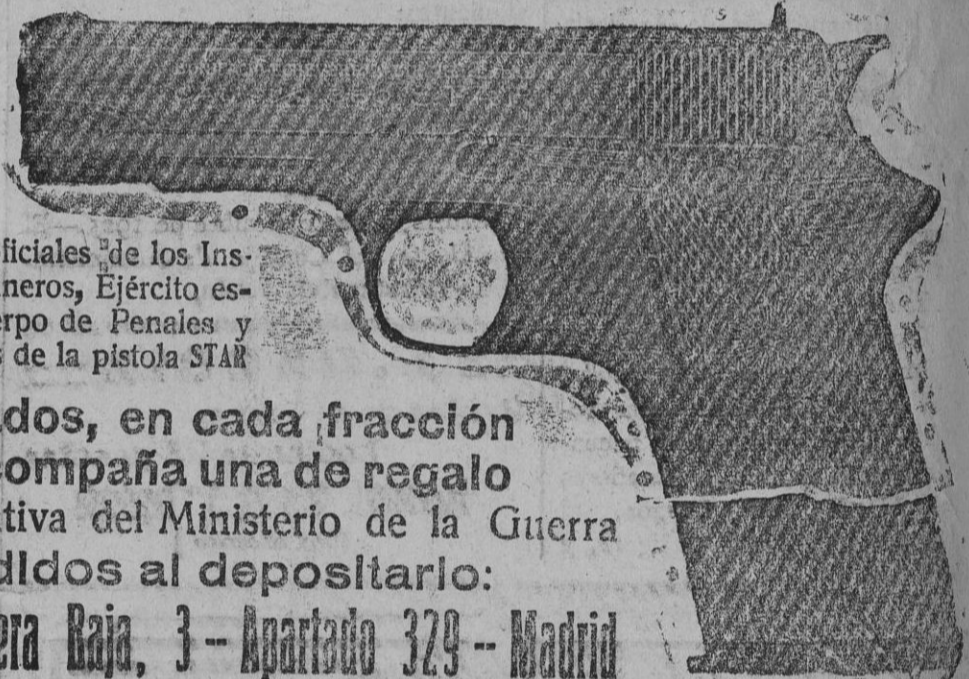 ficiales de los Ins-
neros, Ejército es-
erpo de Penales y
s de la pistola STAR
dos, en cada fracción
ompaña una de regalo
tiva del Ministerio de la Guerra
didos al depositario:
era Baja, 3 -- Apartado 329 -- Madrid